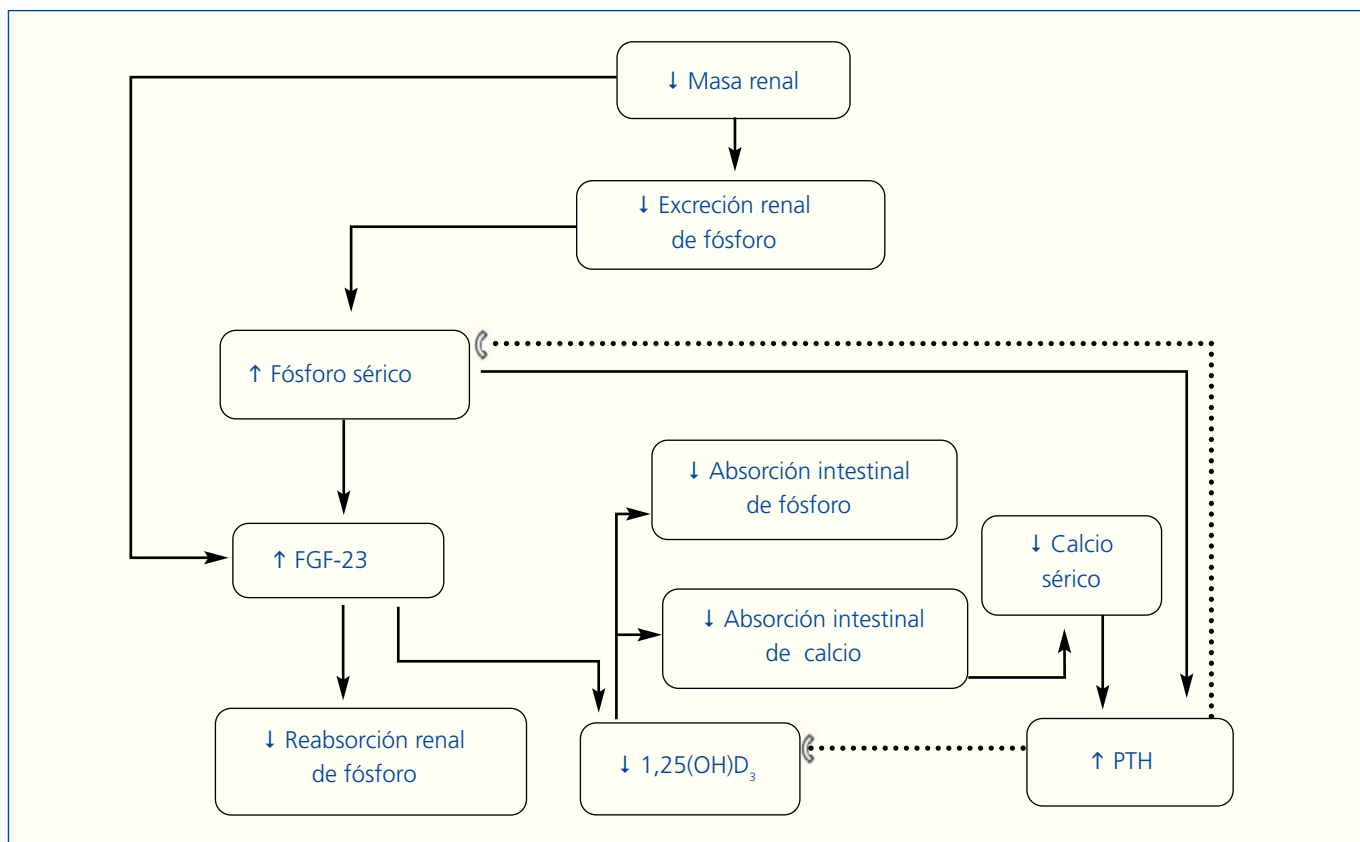 ↓ Masa renal
↓ Excreción renal
de fósforo
↑ Fósforo sérico
↓ Absorción intestinal
de fósforo
↓ Calcio
sérico
↑ FGF-23
↓ Absorción intestinal
de calcio
↓ Reabsorción renal
de fósforo
↓ 1,25(OH)D₃
↑ PTH